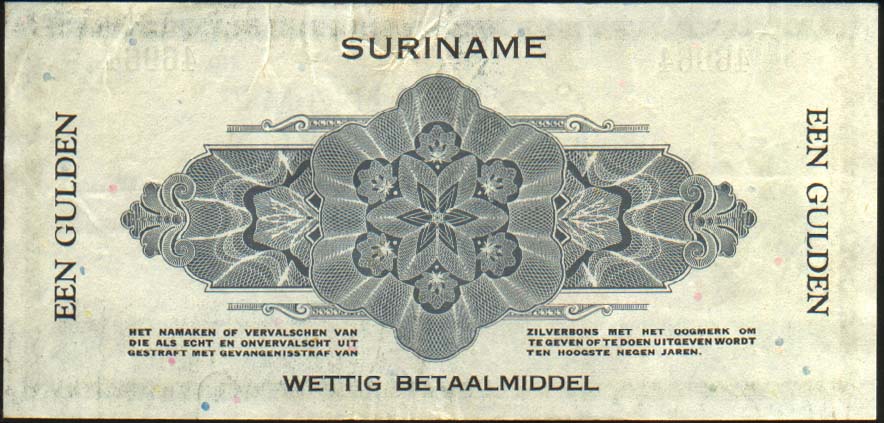 SURINAME
EEN GULDEN
EEN GULDEN
HET NAMAKEN OF VERVALSCHEN VAN
DIE ALS ECHT EN ONVERVALSCHT UIT
GESTRAFT MET GEVANGENISSTRAF VAN
ZILVERBONS MET HET OOGMERK OM
TE GEVEN OF TE DOEN UITGEVEN WORDT
TEN HOOGSTE NEGEN JAREN.
WETTIG BETAALMIDDEL